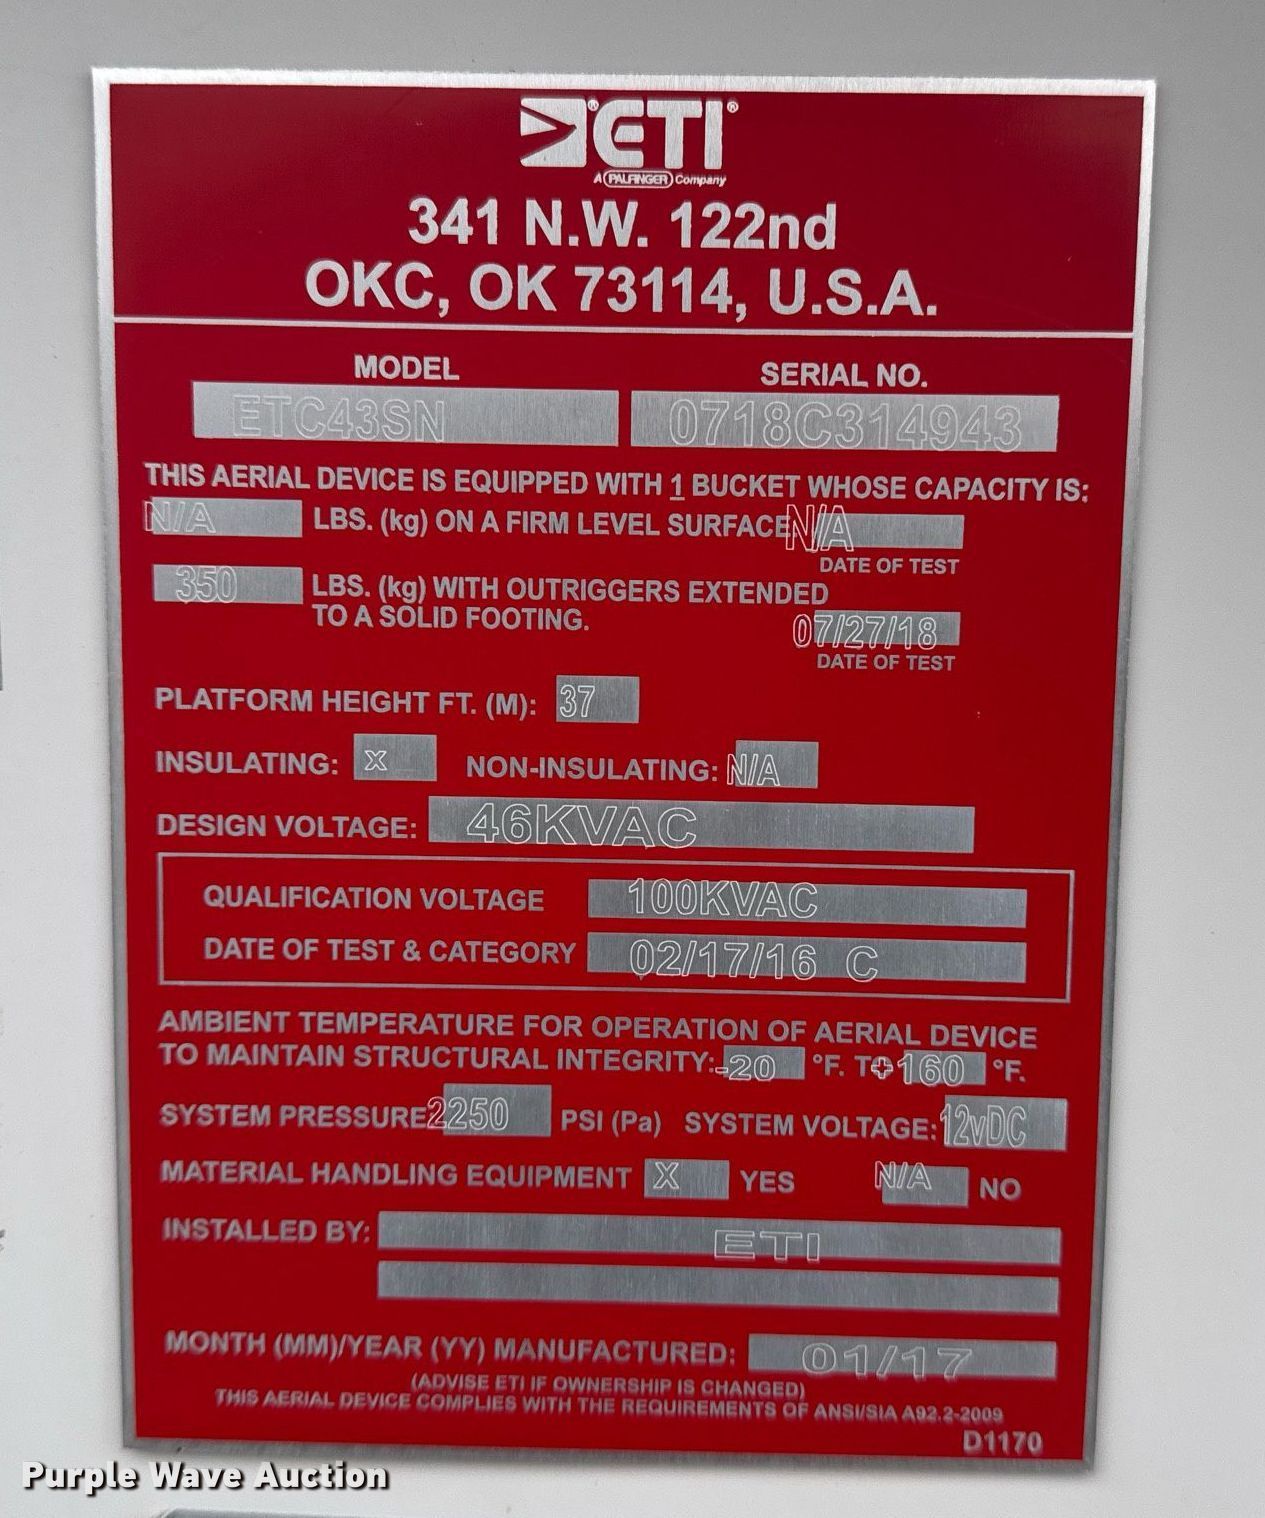 ETI
A PALFINGER Company
341 N.W. 122nd
OKC, OK 73114, U.S.A.
MODEL SERIAL NO.
ETC43SN 0718C314943
THIS AERIAL DEVICE IS EQUIPPED WITH 1 BUCKET WHOSE CAPACITY IS;
N/A LBS. (kg) ON A FIRM LEVEL SURFACE N/A
DATE OF TEST
350 LBS. (kg) WITH OUTRIGGERS EXTENDED
TO A SOLID FOOTING. 07/27/18
DATE OF TEST
PLATFORM HEIGHT FT. (M): 37
INSULATING: X NON-INSULATING: N/A
DESIGN VOLTAGE: 46KVAC
QUALIFICATION VOLTAGE 100KVAC
DATE OF TEST & CATEGORY 02/17/16 C
AMBIENT TEMPERATURE FOR OPERATION OF AERIAL DEVICE
TO MAINTAIN STRUCTURAL INTEGRITY: -20 °F. TO +160 °F.
SYSTEM PRESSURE 2250 PSI (Pa) SYSTEM VOLTAGE: 12vDC
MATERIAL HANDLING EQUIPMENT X YES N/A NO
INSTALLED BY: ETI
MONTH (MM)/YEAR (YY) MANUFACTURED: 01/17
(ADVISE ETI IF OWNERSHIP IS CHANGED)
THIS AERIAL DEVICE COMPLIES WITH THE REQUIREMENTS OF ANSI/SIA A92.2-2009
D1170
Purple Wave Auction